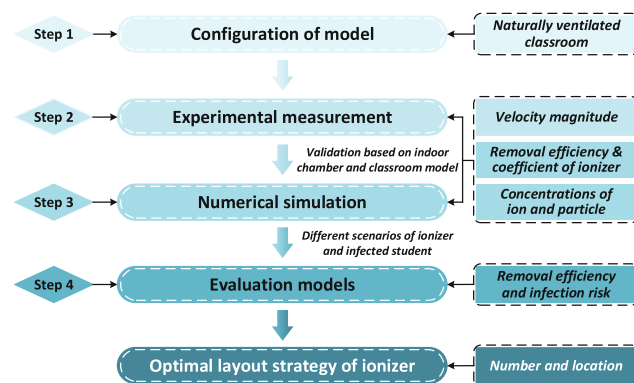 Step 1
Configuration of model
Naturally ventilated
classroom
Step 2
Experimental measurement
Velocity magnitude
Validation based on indoor
chamber and classroom model
Removal efficiency &
coefficient of ionizer
Step 3
Numerical simulation
Concentrations of
ion and particle
Different scenarios of ionizer
and infected student
Step 4
Evaluation models
Removal efficiency
and infection risk
Optimal layout strategy of ionizer
Number and location